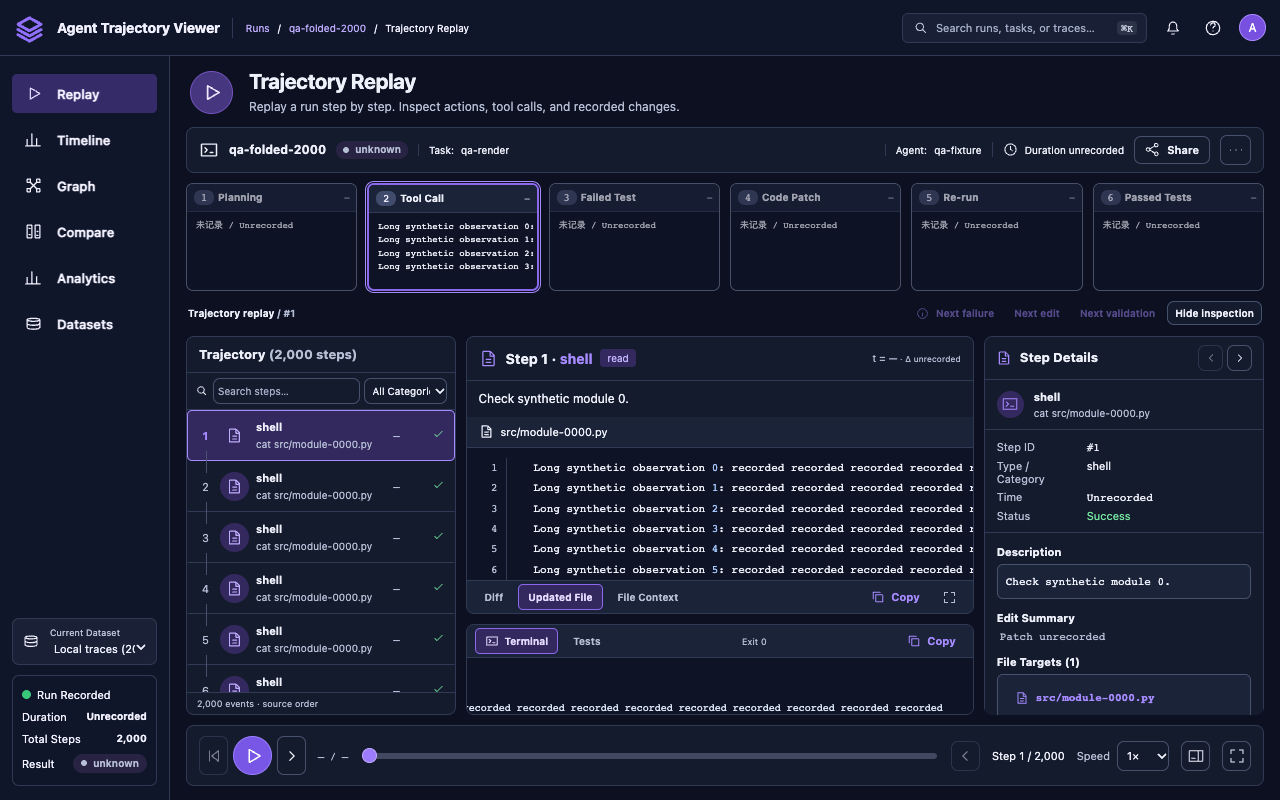 Agent Trajectory Viewer
Runs / qa-folded-2000 / Trajectory Replay
Search runs, tasks, or traces... ⌘K
A
Replay
Timeline
Graph
Compare
Analytics
Datasets
Current Dataset
Local traces (20
Run Recorded
Duration Unrecorded
Total Steps 2,000
Result unknown
Trajectory Replay
Replay a run step by step. Inspect actions, tool calls, and recorded changes.
qa-folded-2000 unknown Task: qa-render
Agent: qa-fixture Duration unrecorded Share ...
1 Planning –
未记录 / Unrecorded
2 Tool Call –
Long synthetic observation 0:
Long synthetic observation 1:
Long synthetic observation 2:
Long synthetic observation 3:
3 Failed Test –
未记录 / Unrecorded
4 Code Patch –
未记录 / Unrecorded
5 Re-run –
未记录 / Unrecorded
6 Passed Tests –
未记录 / Unrecorded
Trajectory replay / #1
Next failure Next edit Next validation Hide inspection
Trajectory (2,000 steps)
Search steps... All Categori
1 shell –
cat src/module-0000.py
2 shell –
cat src/module-0000.py
3 shell –
cat src/module-0000.py
4 shell –
cat src/module-0000.py
5 shell –
cat src/module-0000.py
6 shell
2,000 events · source order
Step 1 · shell read t = — · Δ unrecorded
Check synthetic module 0.
src/module-0000.py
1 Long synthetic observation 0: recorded recorded recorded recorded r
2 Long synthetic observation 1: recorded recorded recorded recorded r
3 Long synthetic observation 2: recorded recorded recorded recorded r
4 Long synthetic observation 3: recorded recorded recorded recorded r
5 Long synthetic observation 4: recorded recorded recorded recorded r
6 Long synthetic observation 5: recorded recorded recorded recorded r
Diff Updated File File Context Copy
Terminal Tests Exit 0 Copy
recorded recorded recorded recorded recorded recorded recorded recorded recorded
Step Details
shell
cat src/module-0000.py
Step ID #1
Type / Category shell
Time Unrecorded
Status Success
Description
Check synthetic module 0.
Edit Summary
Patch unrecorded
File Targets (1)
src/module-0000.py
– / –
Step 1 / 2,000 Speed 1×